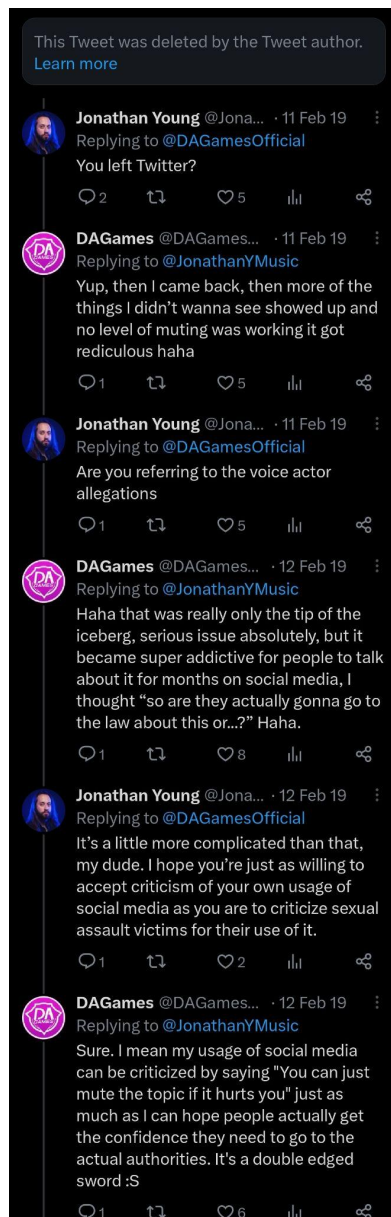 This Tweet was deleted by the Tweet author.
Learn more
Jonathan Young @Jona... · 11 Feb 19
Replying to @DAGamesOfficial
You left Twitter?
2 5
DAGames @DAGames... · 11 Feb 19
Replying to @JonathanYMusic
Yup, then I came back, then more of the
things I didn’t wanna see showed up and
no level of muting was working it got
rediculous haha
1 5
Jonathan Young @Jona... · 11 Feb 19
Replying to @DAGamesOfficial
Are you referring to the voice actor
allegations
1 5
DAGames @DAGames... · 12 Feb 19
Replying to @JonathanYMusic
Haha that was really only the tip of the
iceberg, serious issue absolutely, but it
became super addictive for people to talk
about it for months on social media, I
thought “so are they actually gonna go to
the law about this or...?” Haha.
1 8
Jonathan Young @Jona... · 12 Feb 19
Replying to @DAGamesOfficial
It’s a little more complicated than that,
my dude. I hope you’re just as willing to
accept criticism of your own usage of
social media as you are to criticize sexual
assault victims for their use of it.
1 2
DAGames @DAGames... · 12 Feb 19
Replying to @JonathanYMusic
Sure. I mean my usage of social media
can be criticized by saying "You can just
mute the topic if it hurts you" just as
much as I can hope people actually get
the confidence they need to go to the
actual authorities. It's a double edged
sword :S
1 6